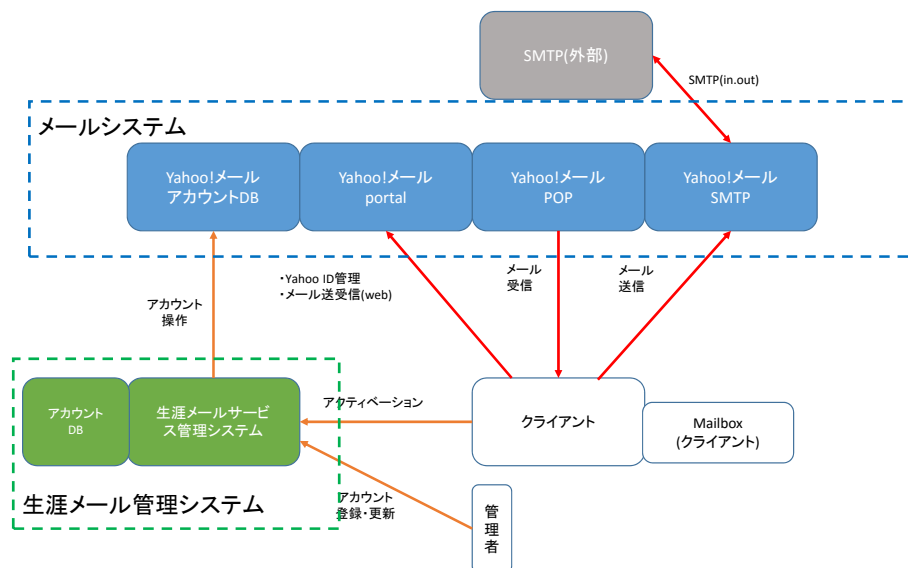 SMTP(外部)
SMTP(in.out)
メールシステム
Yahoo!メール
アカウントDB
Yahoo!メール
portal
Yahoo!メール
POP
Yahoo!メール
SMTP
・Yahoo ID管理
・メール送受信(web)
メール
受信
メール
送信
アカウント
操作
アカウント
DB
生涯メールサービ
ス管理システム
アクティベーション
クライアント
Mailbox
(クライアント)
生涯メール管理システム
アカウント
登録・更新
管
理
者